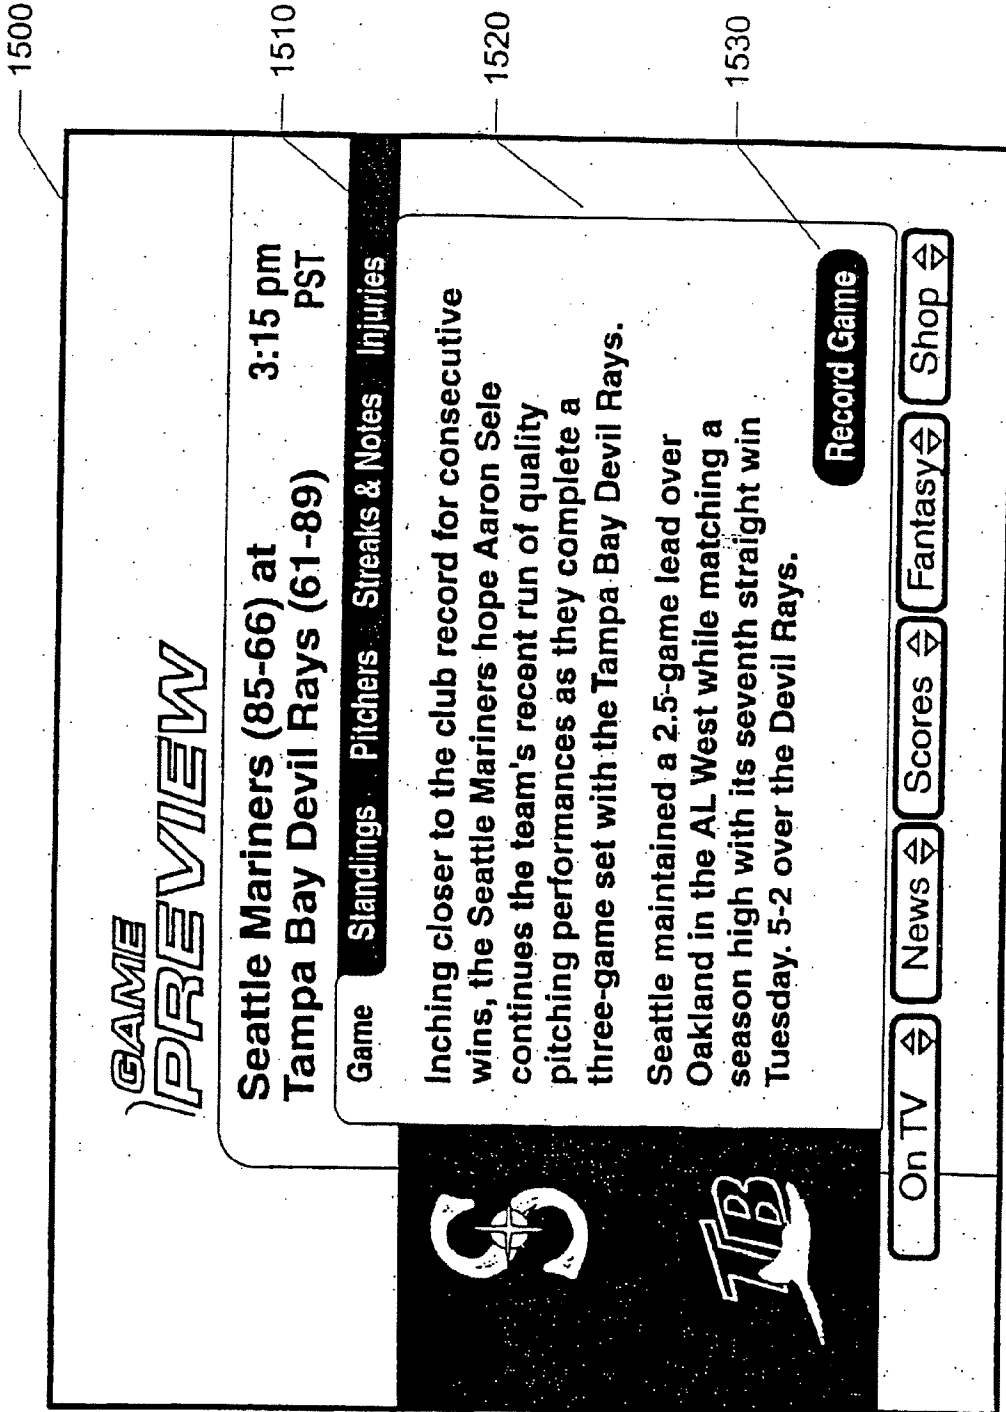 1500
GAME
PREVIEW
Seattle Mariners (85-66) at
Tampa Bay Devil Rays (61-89)
3:15 pm
PST
1510
Game Standings Pitchers Streaks & Notes Injuries
1520
Inching closer to the club record for consecutive
wins, the Seattle Mariners hope Aaron Sele
continues the team's recent run of quality
pitching performances as they complete a
three-game set with the Tampa Bay Devil Rays.
Seattle maintained a 2.5-game lead over
Oakland in the AL West while matching a
season high with its seventh straight win
Tuesday. 5-2 over the Devil Rays.
1530
Record Game
S
TB
On TV News Scores Fantasy Shop